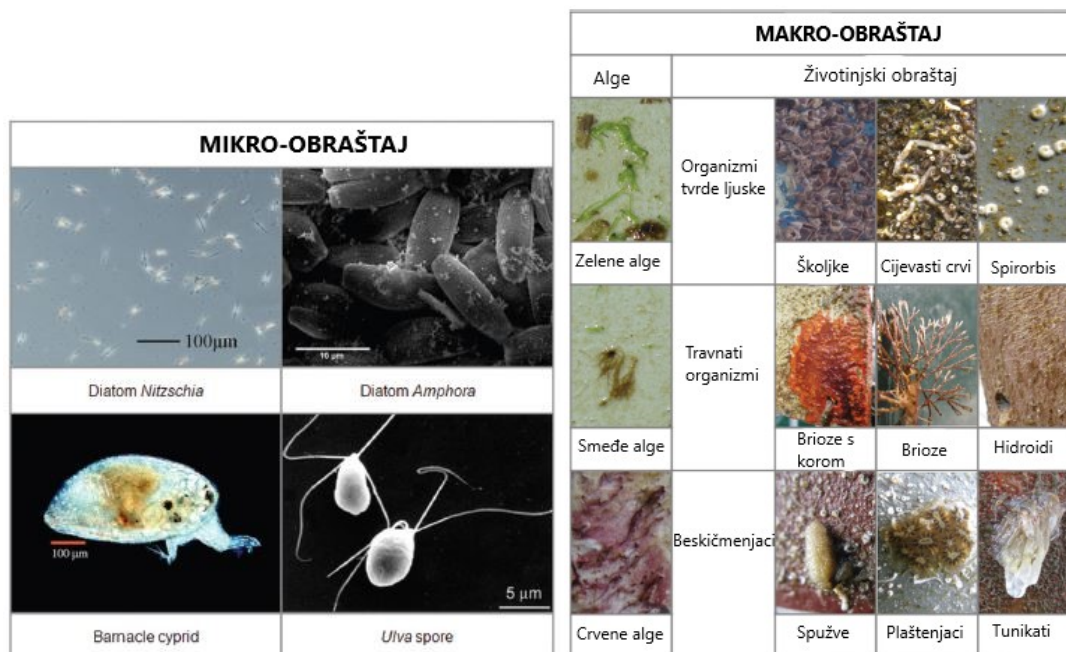 MIKRO-OBRAŠTAJ
100µm
10 µm
Diatom Nitzschia
Diatom Amphora
100 µm
5 µm
Barnacle cyprid
Ulva spore
MAKRO-OBRAŠTAJ
Alge
Životinjski obraštaj
Organizmi
tvrde ljuske
Zelene alge
Školjke
Cijevasti crvi
Spirorbis
Travnati
organizmi
Smeđe alge
Brioze s
korom
Brioze
Hidroidi
Beskičmenjaci
Crvene alge
Spužve
Plaštenjaci
Tunikati